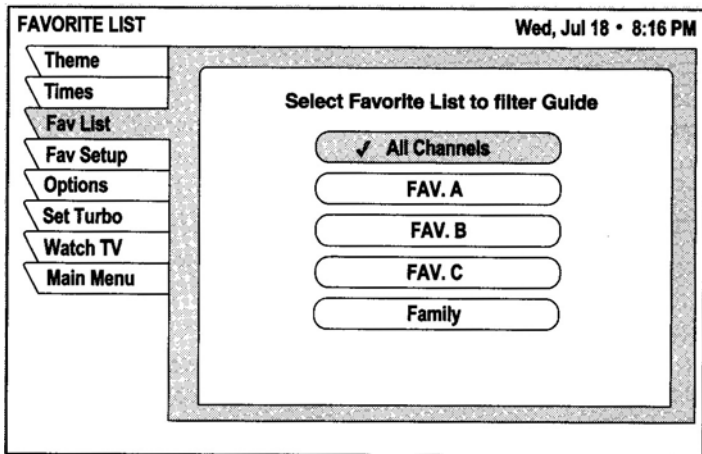 FAVORITE LIST
Wed, Jul 18 • 8:16 PM
Theme
Times
Fav List
Fav Setup
Options
Set Turbo
Watch TV
Main Menu
Select Favorite List to filter Guide
✓ All Channels
FAV. A
FAV. B
FAV. C
Family